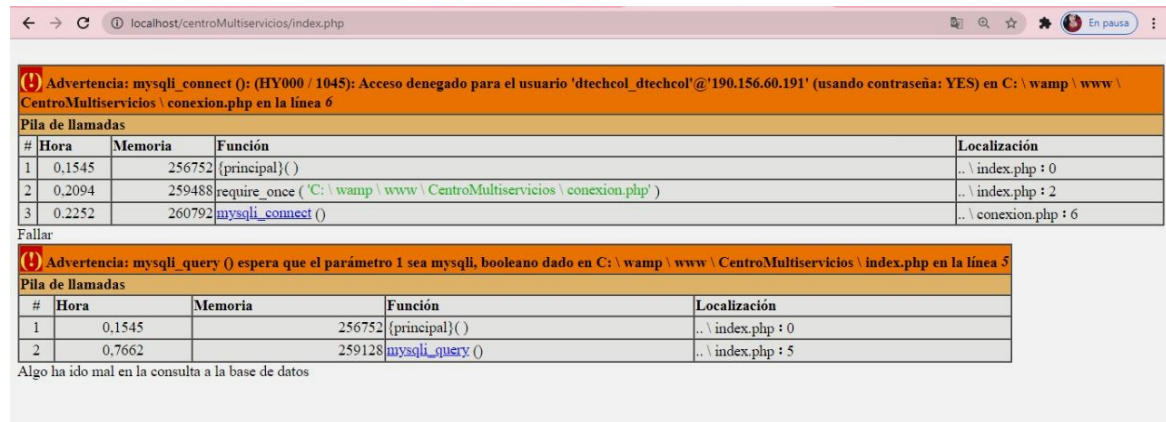 localhost/centroMultiservicios/index.php
En pausa
(!) Advertencia: mysqli_connect (): (HY000 / 1045): Acceso denegado para el usuario 'dtechcol_dtechcol'@'190.156.60.191' (usando contraseña: YES) en C: \ wamp \ www \
CentroMultiservicios \ conexion.php en la línea 6
Pila de llamadas
# Hora Memoria Función Localización
1 0,1545 256752 {principal}( ) .. \ index.php : 0
2 0,2094 259488 require_once ( 'C: \ wamp \ www \ CentroMultiservicios \ conexion.php' ) .. \ index.php : 2
3 0.2252 260792 mysqli_connect () .. \ conexion.php : 6
Fallar
(!) Advertencia: mysqli_query () espera que el parámetro 1 sea mysqli, booleano dado en C: \ wamp \ www \ CentroMultiservicios \ index.php en la línea 5
Pila de llamadas
# Hora Memoria Función Localización
1 0,1545 256752 {principal}( ) .. \ index.php : 0
2 0,7662 259128 mysqli_query () .. \ index.php : 5
Algo ha ido mal en la consulta a la base de datos